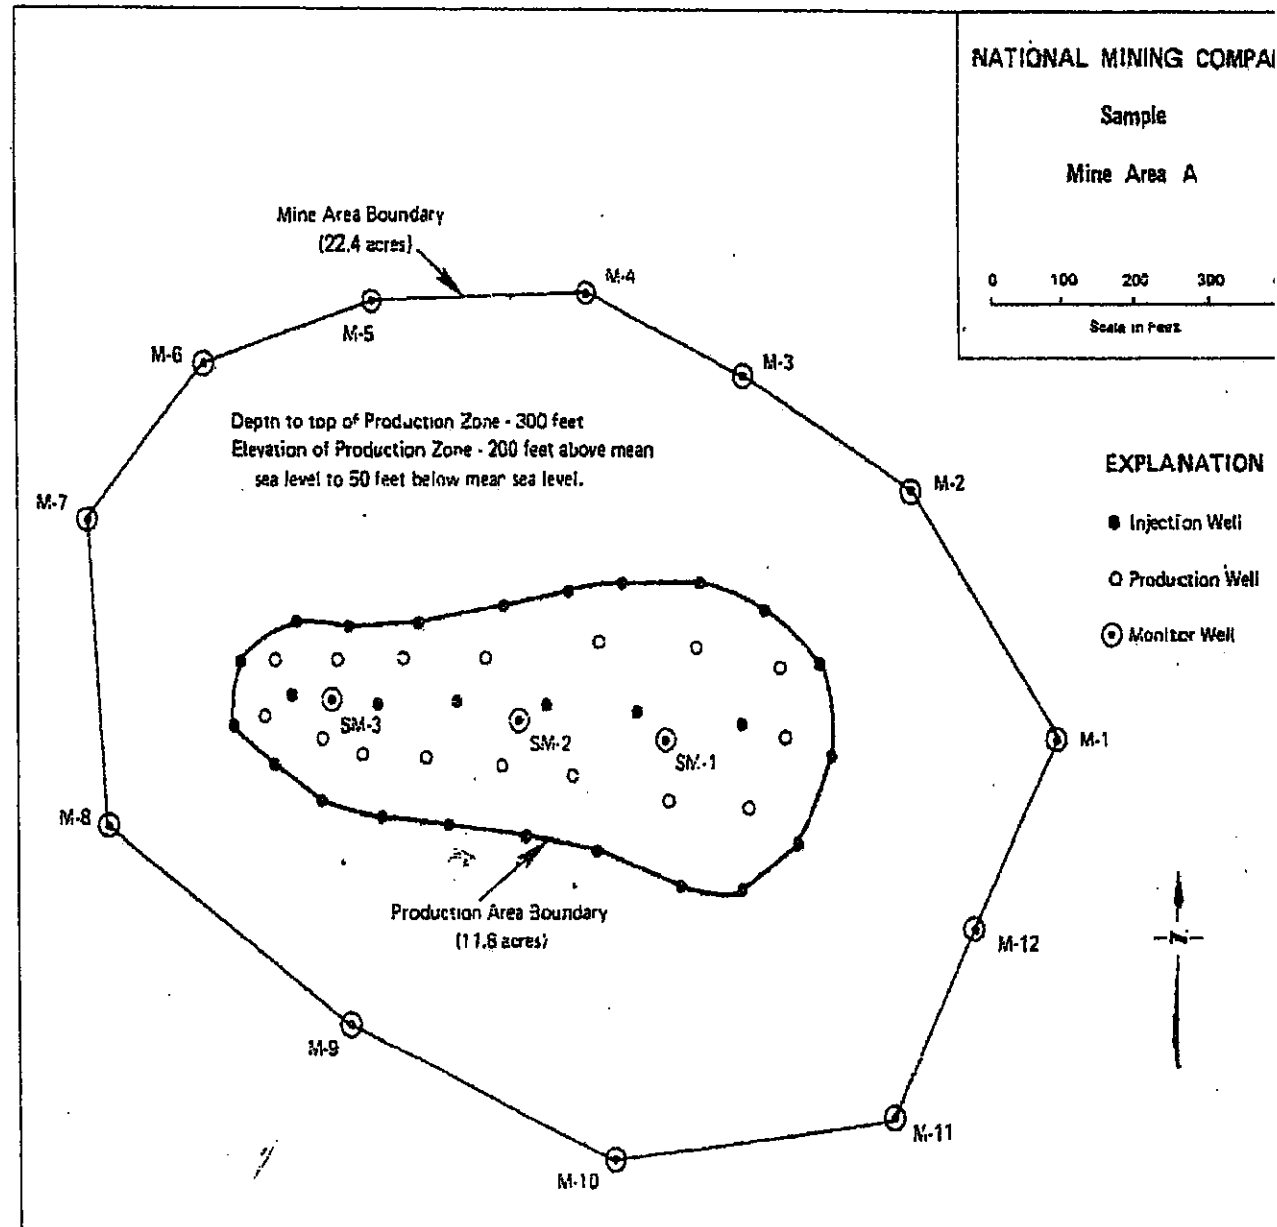 NATIONAL MINING COMPA
Sample
Mine Area A
0 100 200 300
Scale in Feet
Mine Area Boundary
(22.4 acres)
M-4
M-5
M-6
M-3
Depth to top of Production Zone - 300 feet
Elevation of Production Zone - 200 feet above mean
sea level to 50 feet below mean sea level.
EXPLANATION
M-2
M-7
Injection Well
Production Well
Monitor Well
SM-3
SM-2
SM-1
M-1
M-8
Production Area Boundary
(11.8 acres)
M-12
N
M-9
M-11
M-10